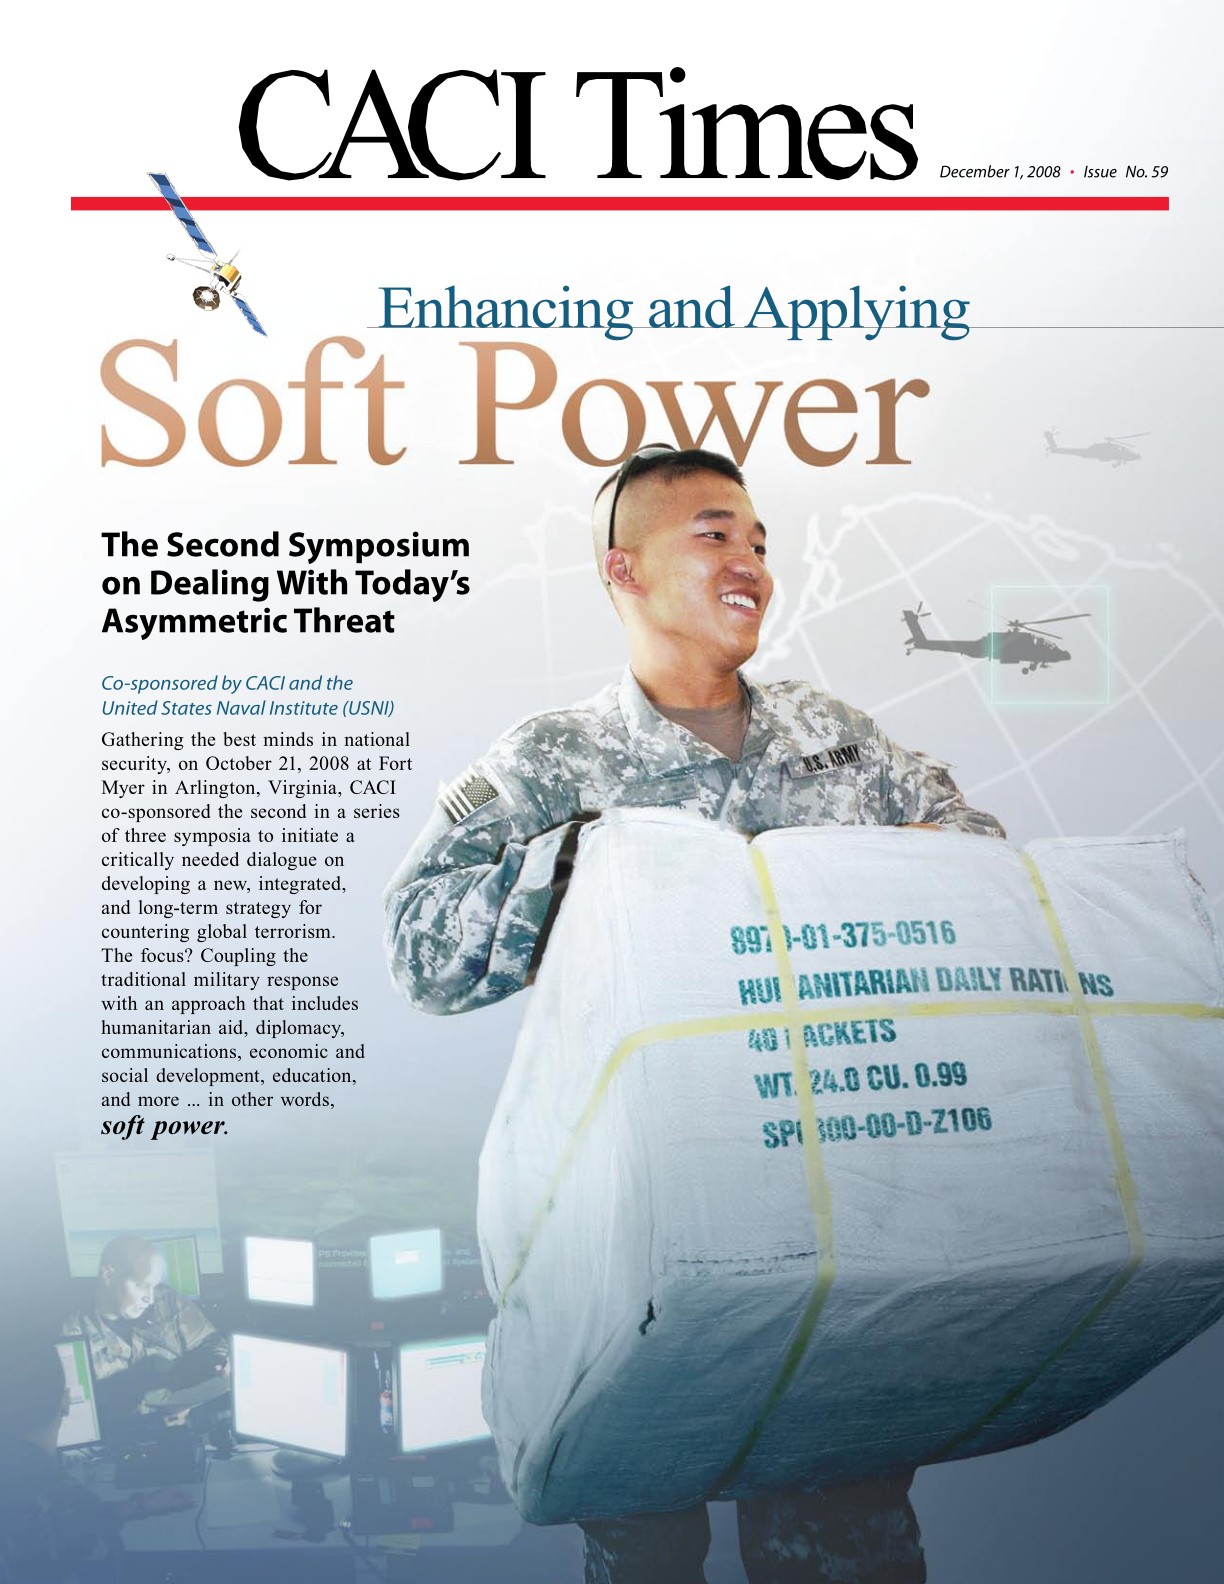 CACI Times
December 1, 2008 • Issue No. 59
Enhancing and Applying
Soft Power
The Second Symposium
on Dealing With Today's
Asymmetric Threat
Co-sponsored by CACI and the
United States Naval Institute (USNI)
Gathering the best minds in national
security, on October 21, 2008 at Fort
Myer in Arlington, Virginia, CACI
co-sponsored the second in a series
of three symposia to initiate a
critically needed dialogue on
developing a new, integrated,
and long-term strategy for
countering global terrorism.
The focus? Coupling the
traditional military response
with an approach that includes
humanitarian aid, diplomacy,
communications, economic and
social development, education,
and more ... in other words,
soft power.
U.S. ARMY
8970-01-375-0516
HUMANITARIAN DAILY RATIONS
40 PACKETS
WT. 24.0 CU. 0.99
00-00-D-Z106